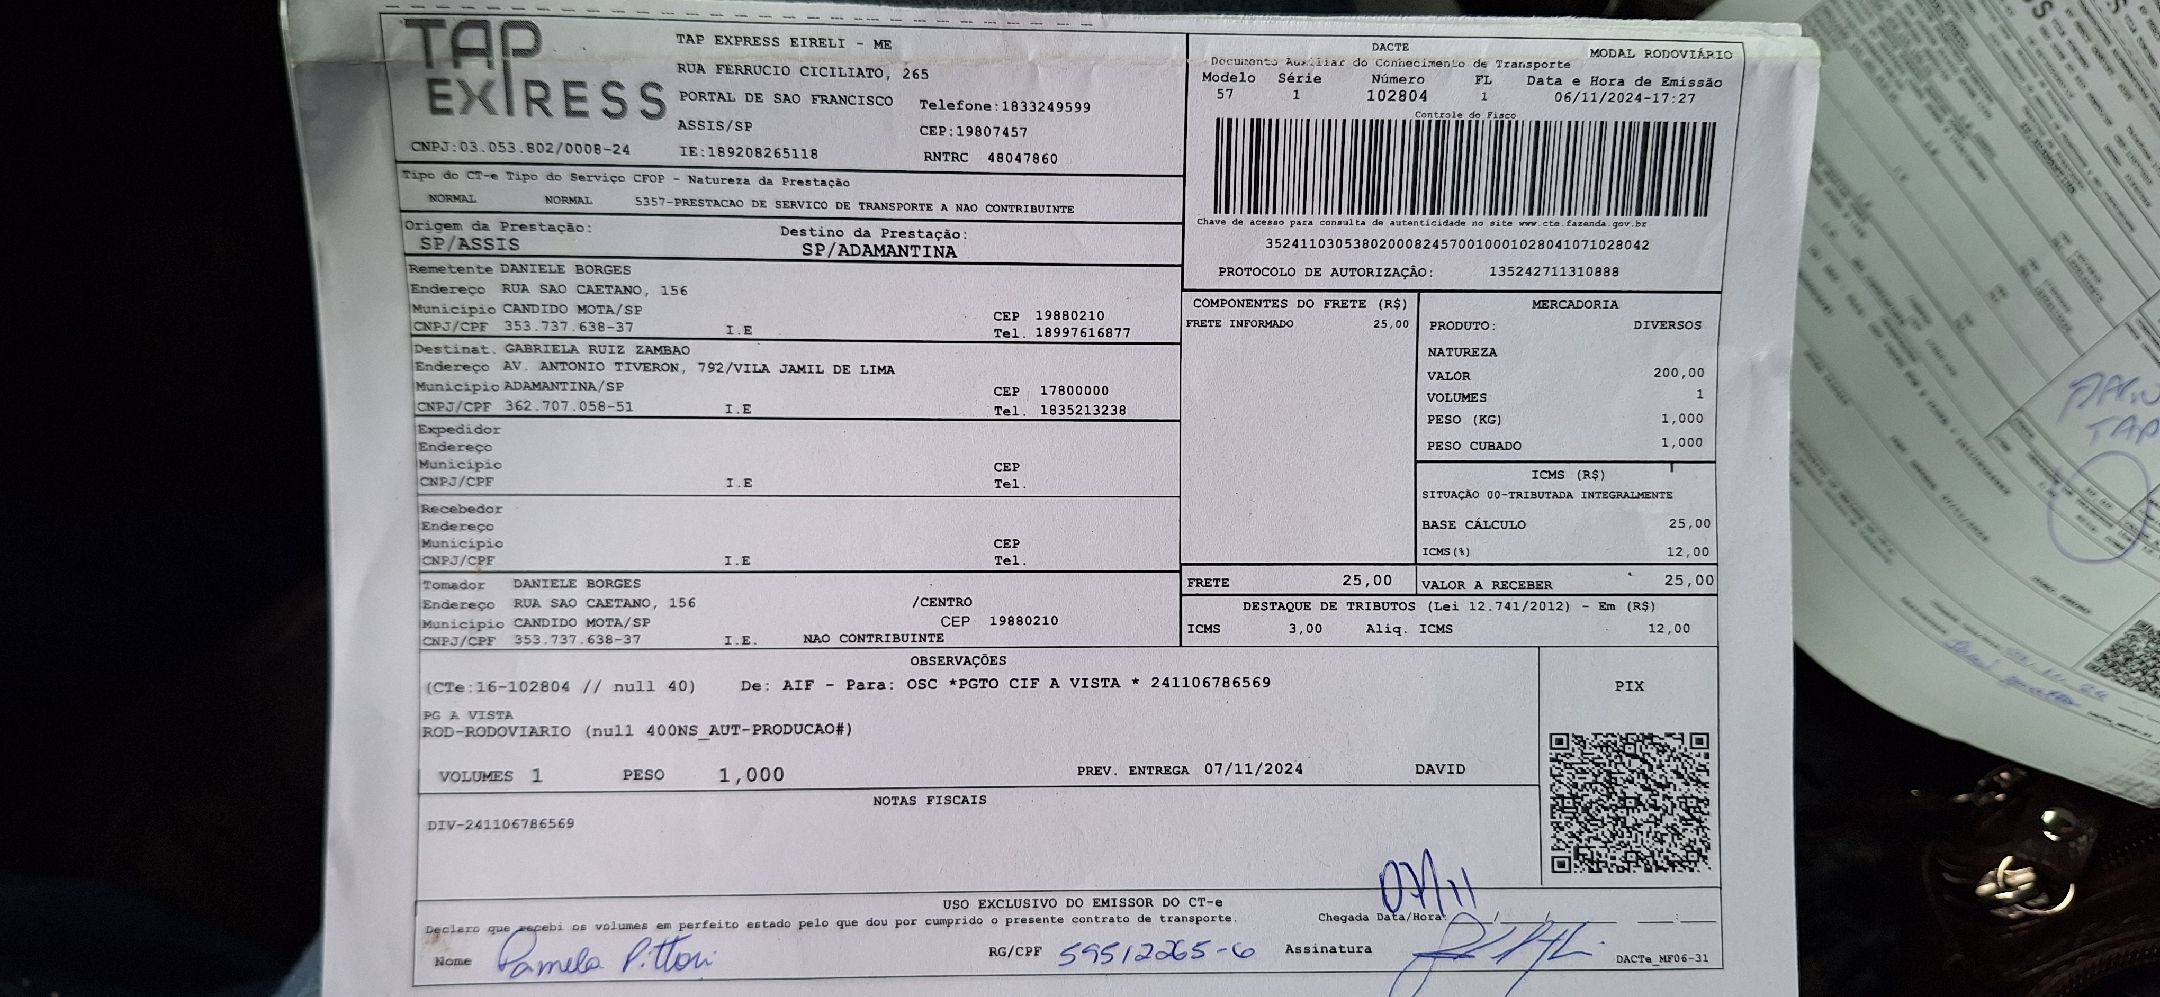 TAP EXPRESS
TAP EXPRESS EIRELI - ME
RUA FERRUCIO CICILIATO, 265
PORTAL DE SAO FRANCISCO Telefone:1833249599
ASSIS/SP CEP:19807457
CNPJ:03.053.802/0008-24 IE:189208265118 RNTRC 48047860
DACTE MODAL RODOVIÁRIO
Documento Auxiliar do Conhecimento de Transporte
Modelo Série Número FL Data e Hora de Emissão
57 1 102804 1 06/11/2024-17:27
Controle do Fisco
Chave de acesso para consulta de autenticidade no site www.cte.fazenda.gov.br
35241103053802000824570010001028041071028042
PROTOCOLO DE AUTORIZAÇÃO: 135242711310888
Tipo do CT-e Tipo do Serviço CFOP - Natureza da Prestação
NORMAL NORMAL 5357-PRESTACAO DE SERVICO DE TRANSPORTE A NAO CONTRIBUINTE
Origem da Prestação: Destino da Prestação:
SP/ASSIS SP/ADAMANTINA
Remetente DANIELE BORGES
Endereço RUA SAO CAETANO, 156
Município CANDIDO MOTA/SP CEP 19880210
CNPJ/CPF 353.737.638-37 I.E Tel. 18997616877
Destinat. GABRIELA RUIZ ZAMBAO
Endereço AV. ANTONIO TIVERON, 792/VILA JAMIL DE LIMA
Município ADAMANTINA/SP CEP 17800000
CNPJ/CPF 362.707.058-51 I.E Tel. 1835213238
Expedidor
Endereço
Município CEP
CNPJ/CPF I.E Tel.
Recebedor
Endereço
Município CEP
CNPJ/CPF I.E Tel.
Tomador DANIELE BORGES
Endereço RUA SAO CAETANO, 156 /CENTRO
Município CANDIDO MOTA/SP CEP 19880210
CNPJ/CPF 353.737.638-37 I.E. NAO CONTRIBUINTE
COMPONENTES DO FRETE (R$)
FRETE INFORMADO 25,00
MERCADORIA
PRODUTO: DIVERSOS
NATUREZA
VALOR 200,00
VOLUMES 1
PESO (KG) 1,000
PESO CUBADO 1,000
ICMS (R$)
SITUAÇÃO 00-TRIBUTADA INTEGRALMENTE
BASE CÁLCULO 25,00
ICMS(%) 12,00
FRETE 25,00 VALOR A RECEBER 25,00
DESTAQUE DE TRIBUTOS (Lei 12.741/2012) - Em (R$)
ICMS 3,00 Aliq. ICMS 12,00
OBSERVAÇÕES
(CTe:16-102804 // null 40) De: AIF - Para: OSC *PGTO CIF A VISTA * 241106786569
PG A VISTA
ROD-RODOVIARIO (null 400NS_AUT-PRODUCAO#)
VOLUMES 1 PESO 1,000 PREV. ENTREGA 07/11/2024 DAVID
PIX
NOTAS FISCAIS
DIV-241106786569
USO EXCLUSIVO DO EMISSOR DO CT-e
Declaro que recebi os volumes em perfeito estado pelo que dou por cumprido o presente contrato de transporte. Chegada Data/Hora: 07/11
Nome Pamela Pittori RG/CPF 59512265-6 Assinatura
DACTe_MF06-31
TAP